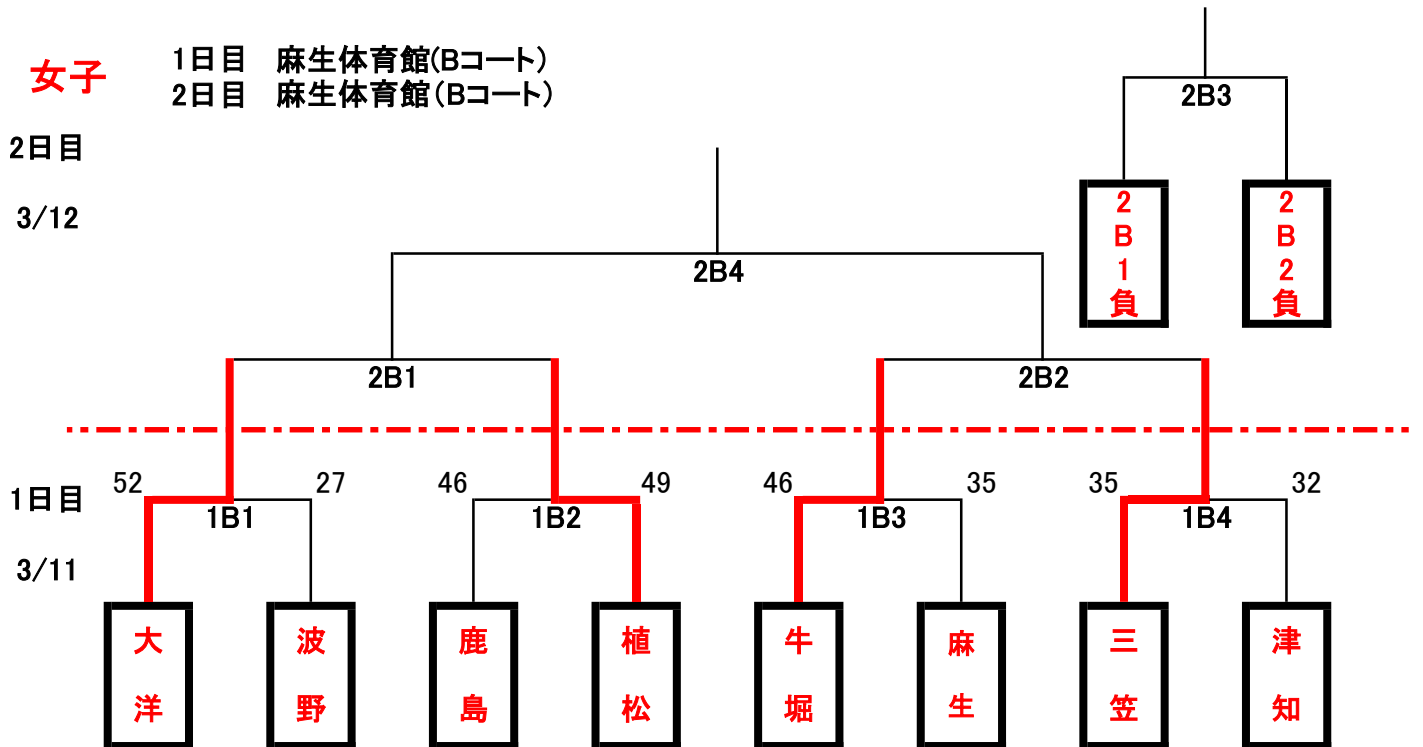 女子
1日目 麻生体育館(Bコート)
2日目 麻生体育館(Bコート)
2B3
2日目
3/12
2B1負
2B2負
2B4
2B1
2B2
52
27
46
49
46
35
35
32
1日目
1B1
1B2
1B3
1B4
3/11
大洋
波野
鹿島
植松
牛堀
麻生
三笠
津知